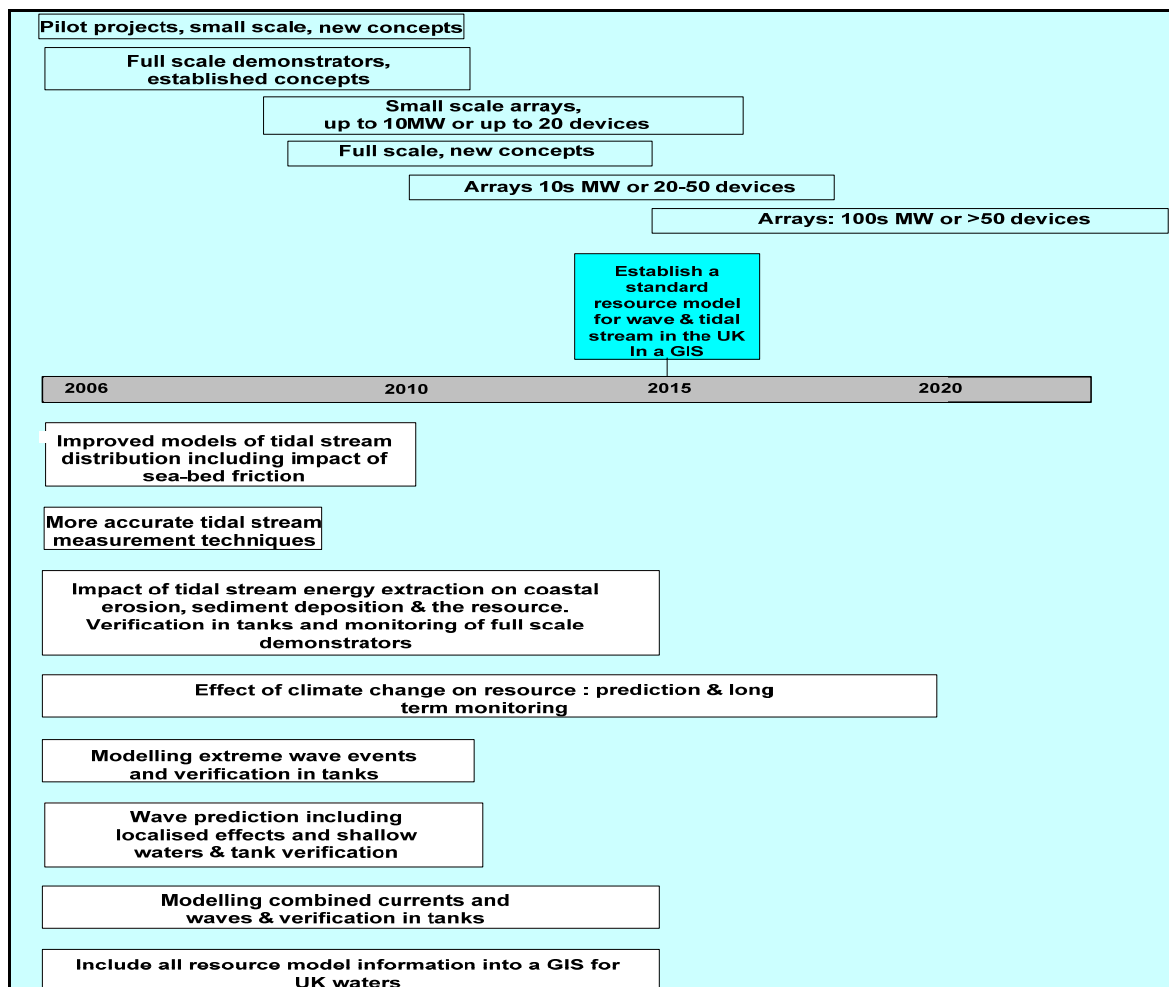 Pilot projects, small scale, new concepts
Full scale demonstrators,
established concepts
Small scale arrays,
up to 10MW or up to 20 devices
Full scale, new concepts
Arrays 10s MW or 20-50 devices
Arrays: 100s MW or >50 devices
Establish a
standard
resource model
for wave & tidal
stream in the UK
In a GIS
2006 2010 2015 2020
Improved models of tidal stream
distribution including impact of
sea-bed friction
More accurate tidal stream
measurement techniques
Impact of tidal stream energy extraction on coastal
erosion, sediment deposition & the resource.
Verification in tanks and monitoring of full scale
demonstrators
Effect of climate change on resource : prediction & long
term monitoring
Modelling extreme wave events
and verification in tanks
Wave prediction including
localised effects and shallow
waters & tank verification
Modelling combined currents and
waves & verification in tanks
Include all resource model information into a GIS for
UK waters